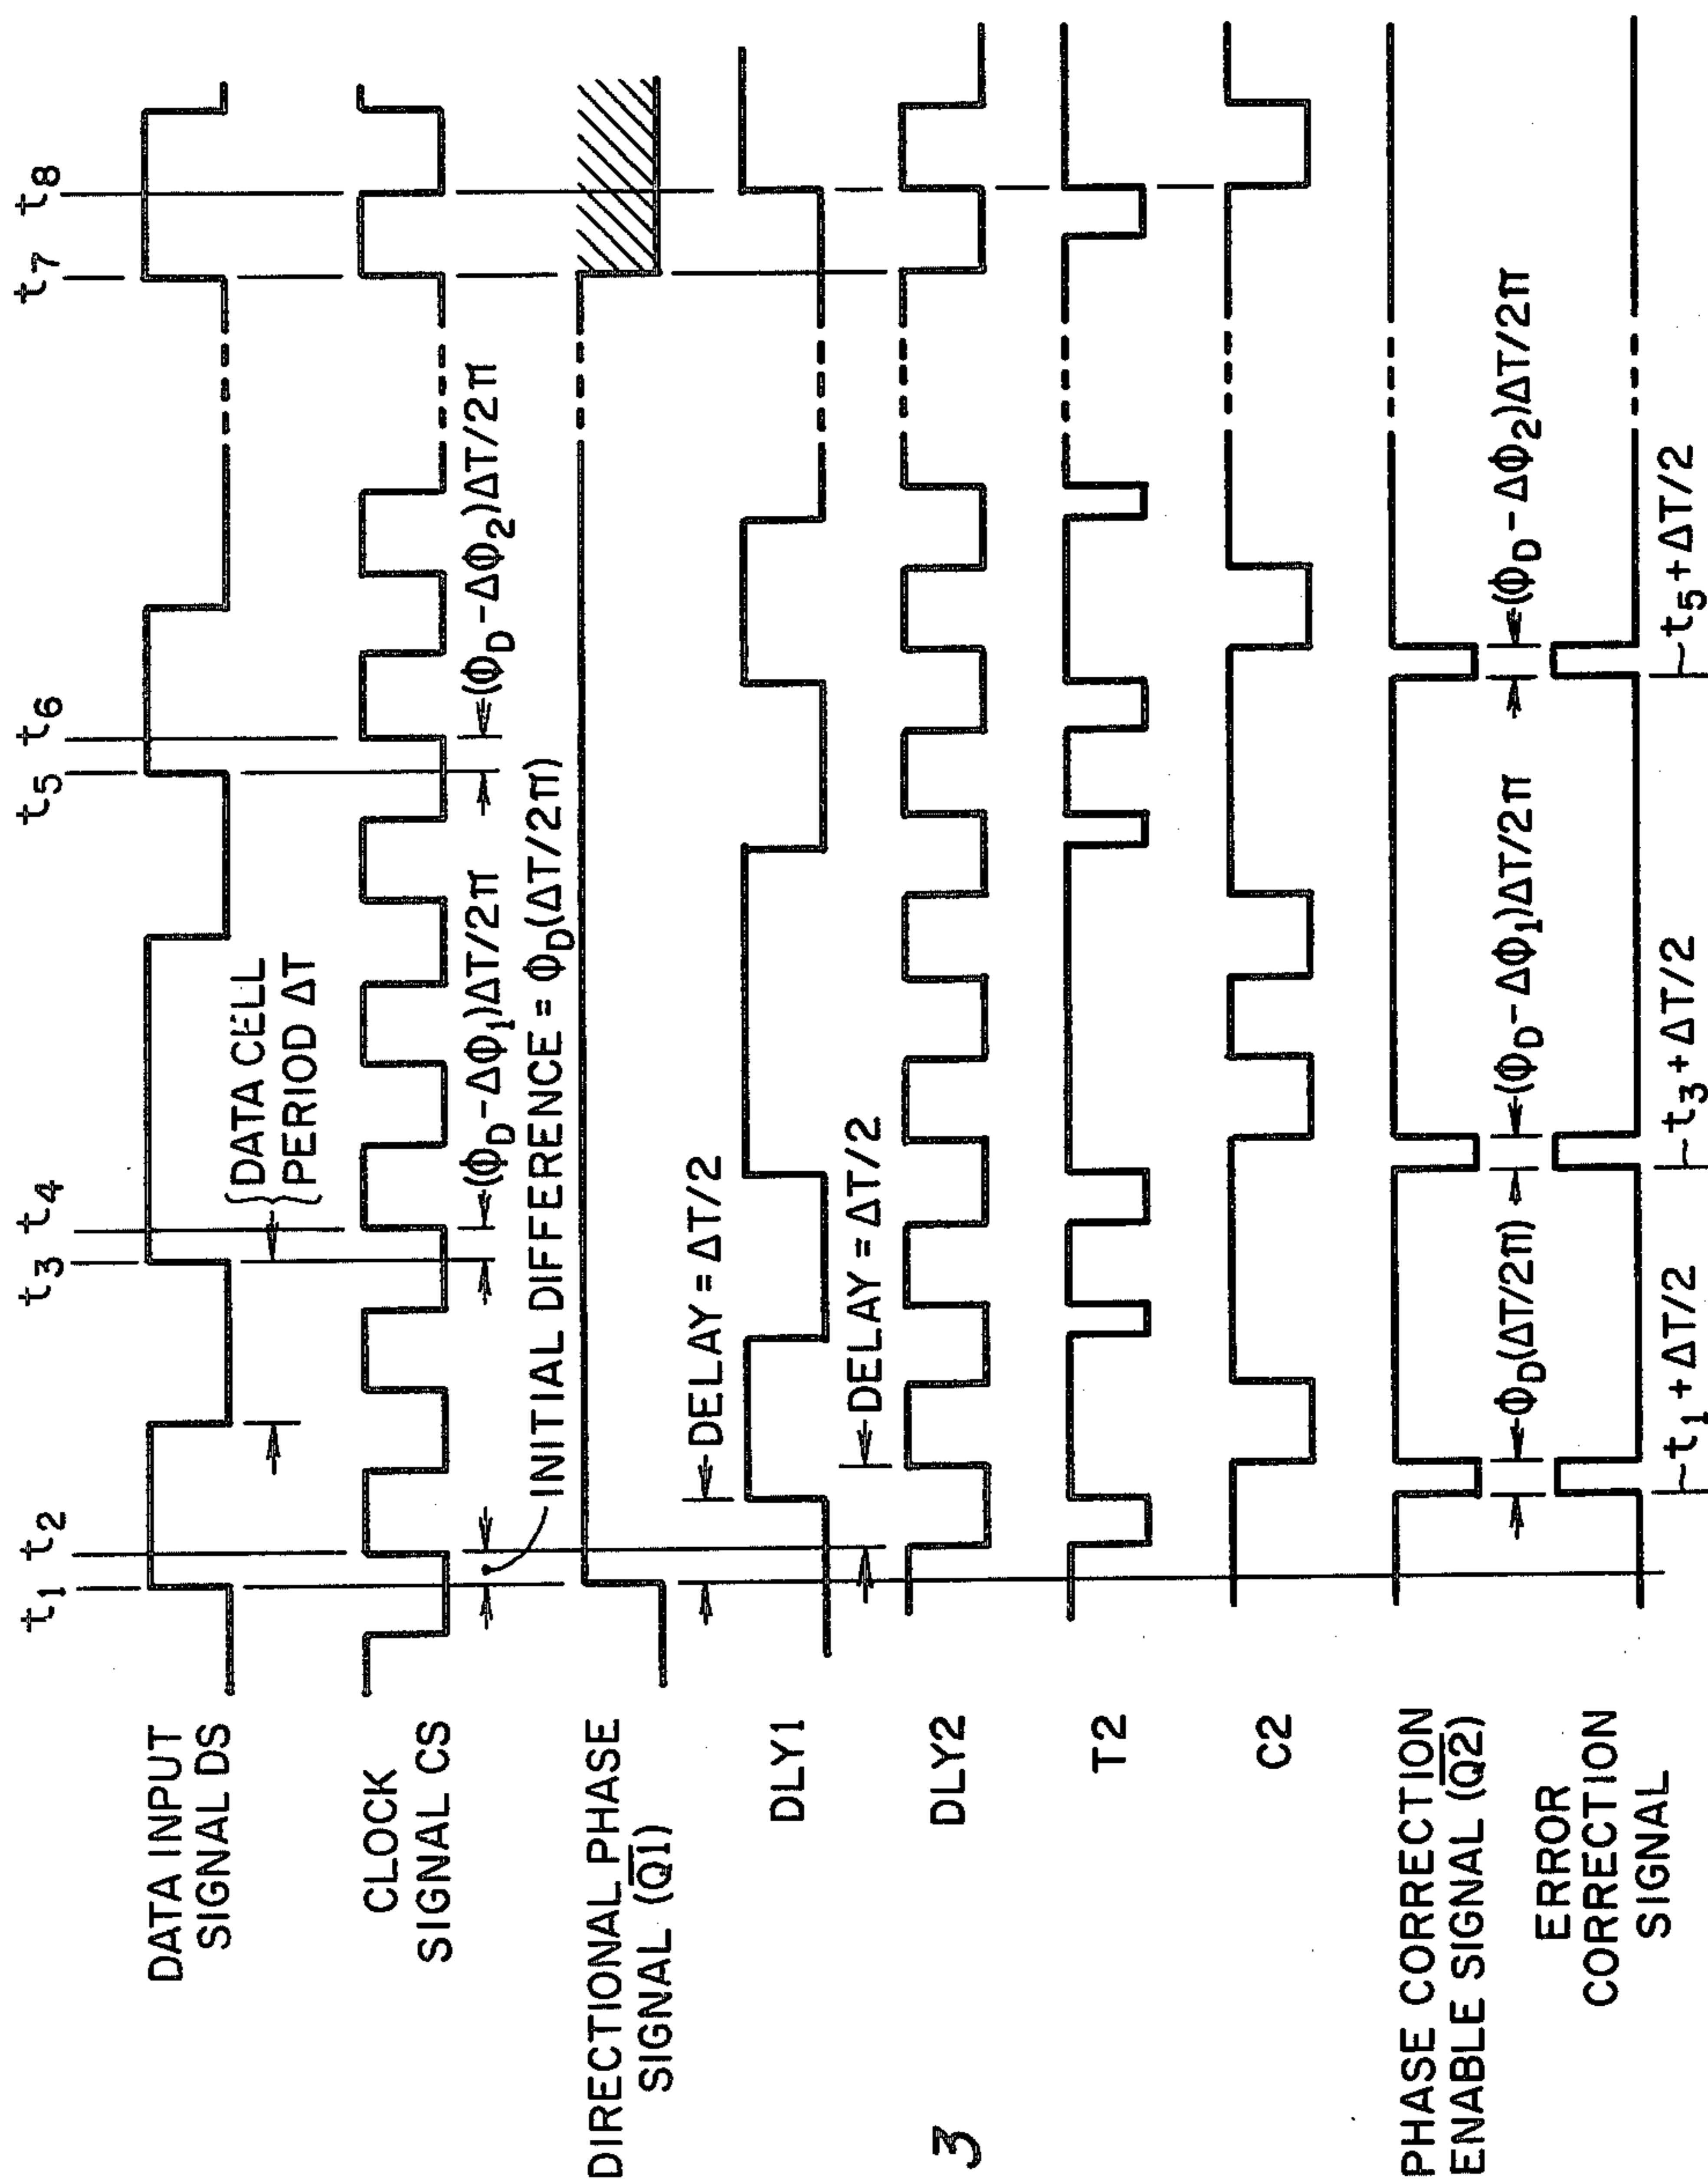 t1 t2 t3 t4 t5 t6 t7 t8
DATA INPUT
SIGNAL DS
DATA CELL
PERIOD ΔT
CLOCK
SIGNAL CS
(ΦD-ΔΦ1)ΔT/2π
(ΦD-ΔΦ2)ΔT/2π
INITIAL DIFFERENCE = ΦD(ΔT/2π)
DIRECTIONAL PHASE
SIGNAL (Q̅1̅)
DELAY = ΔT/2
DLY1
DELAY = ΔT/2
DLY2
T2
C2
PHASE CORRECTION
ENABLE SIGNAL (Q̅2̅)
ΦD(ΔT/2π)
(ΦD-ΔΦ1)ΔT/2π
(ΦD-ΔΦ2)ΔT/2π
ERROR
CORRECTION
SIGNAL
t1+ΔT/2
t3+ΔT/2
t5+ΔT/2
3